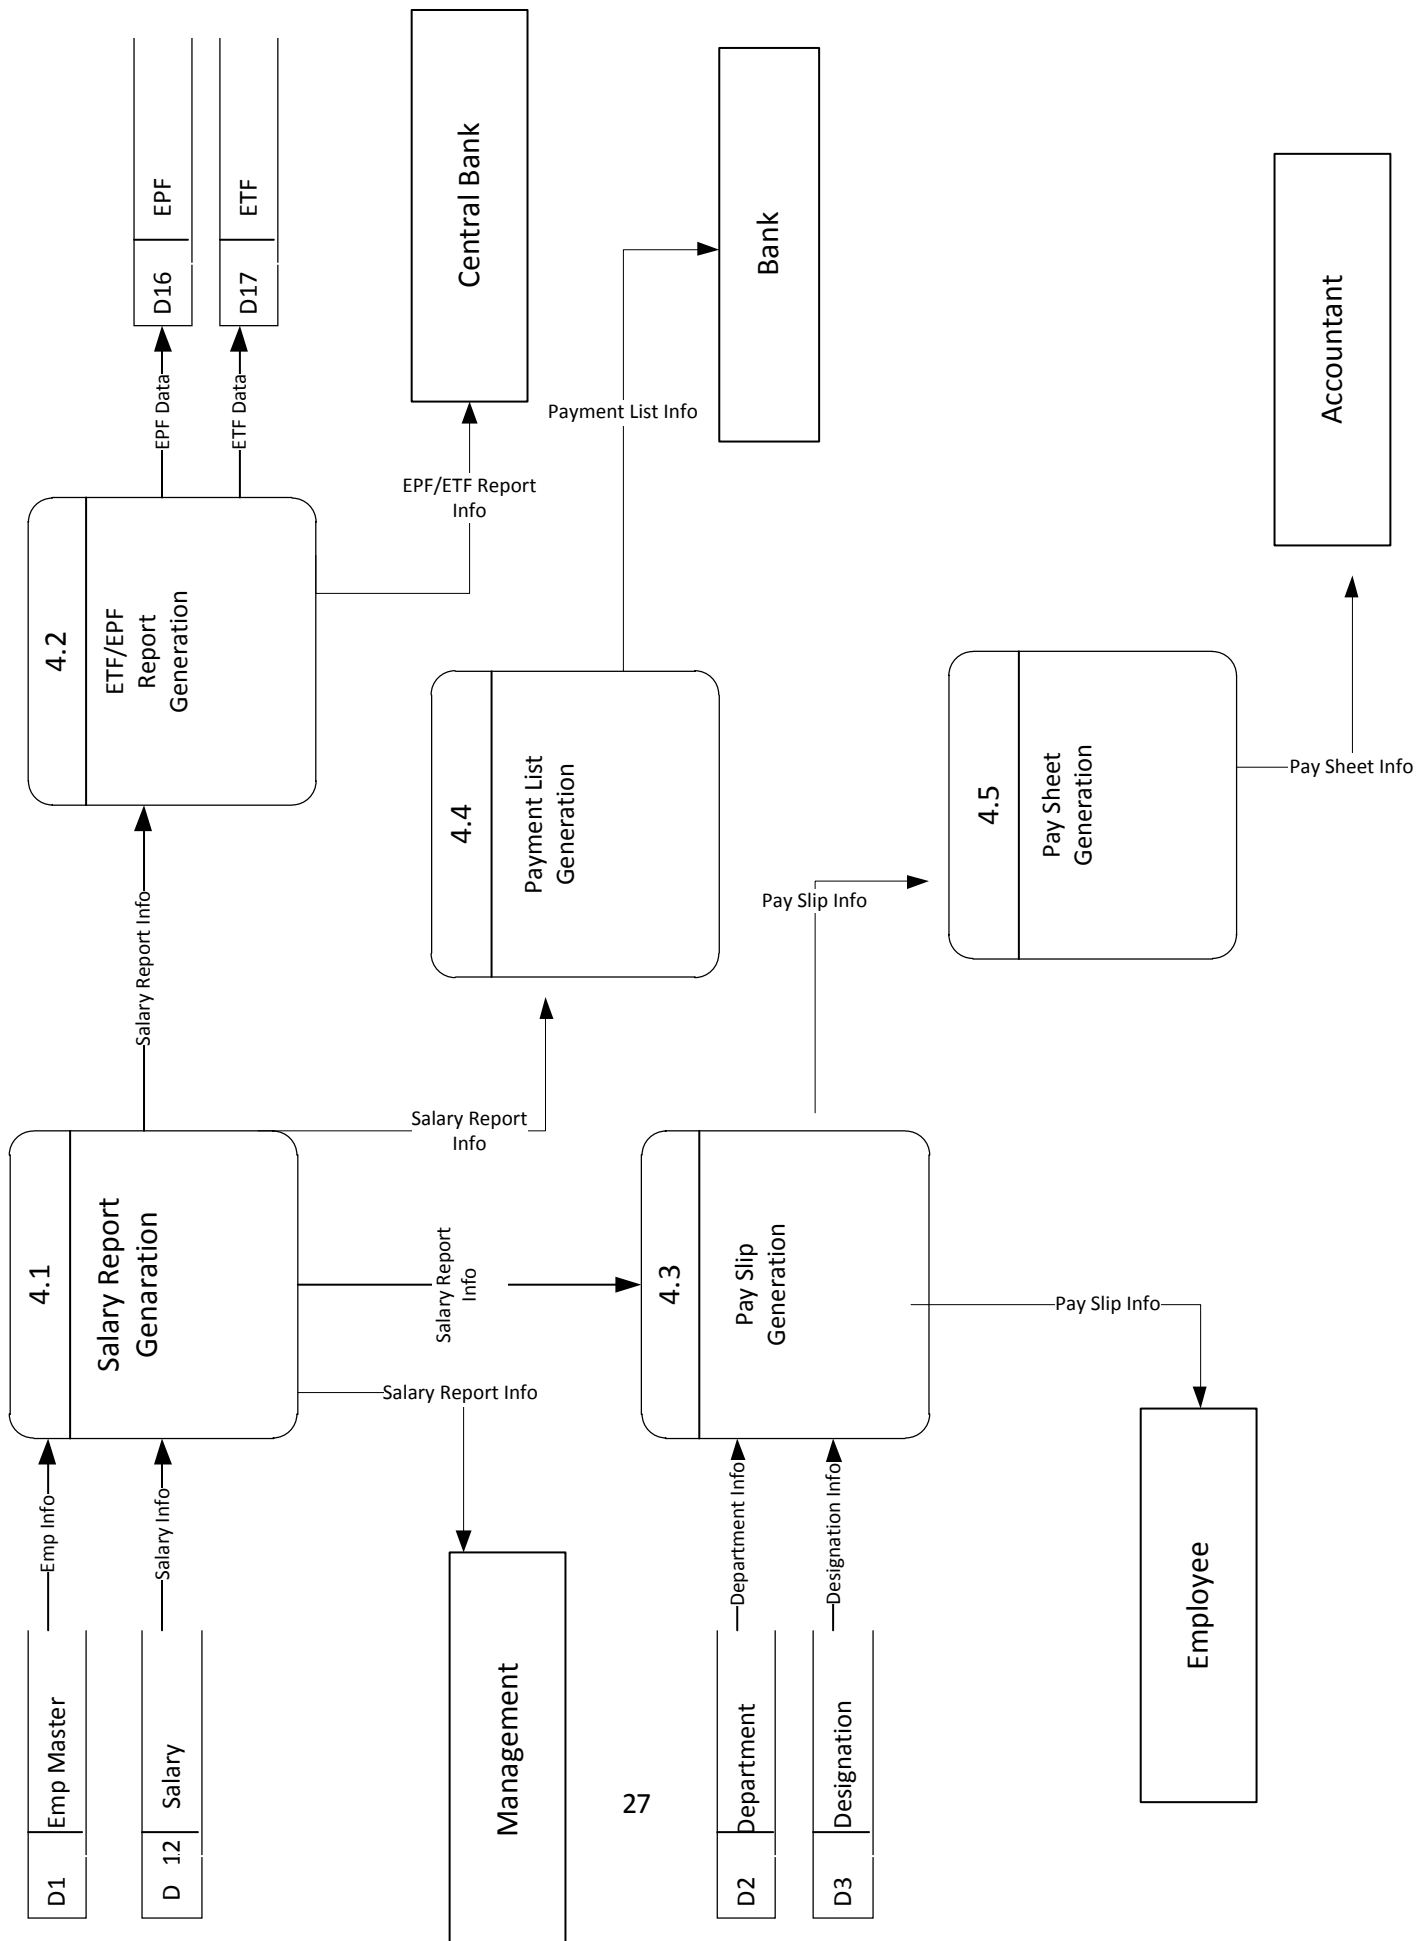 D16
EPF
D17
ETF
EPF Data
ETF Data
Central Bank
Bank
Accountant
4.2
ETF/EPF
Report
Generation
EPF/ETF Report
Info
Payment List Info
4.4
Payment List
Generation
4.5
Pay Sheet
Generation
Pay Sheet Info
Salary Report Info
Pay Slip Info
4.1
Salary Report
Genaration
Salary Report
Info
Salary Report
Info
Salary Report Info
4.3
Pay Slip
Generation
Pay Slip Info
Emp Info
Salary Info
Department Info
Designation Info
D1
Emp Master
D 12
Salary
Management
27
D2
Department
D3
Designation
Employee